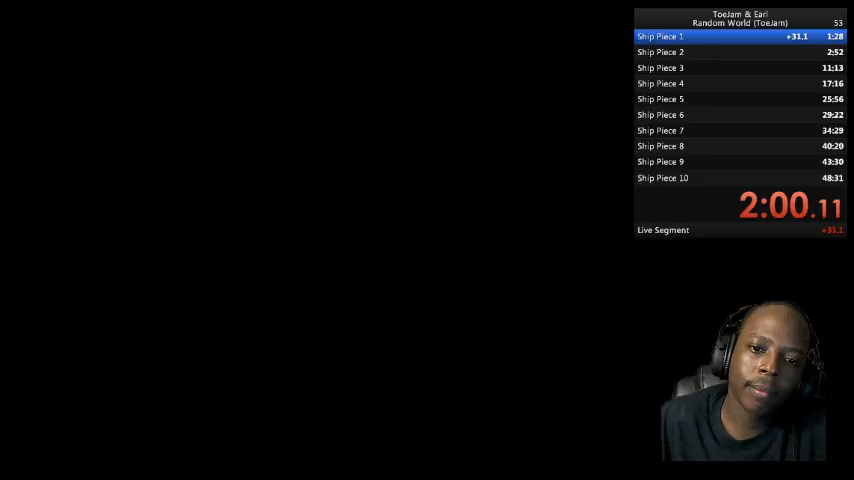 ToeJam & Earl
Random World (ToeJam) 53
Ship Piece 1 +31.1 1:28
Ship Piece 2 2:52
Ship Piece 3 11:13
Ship Piece 4 17:16
Ship Piece 5 25:56
Ship Piece 6 29:22
Ship Piece 7 34:29
Ship Piece 8 40:20
Ship Piece 9 43:30
Ship Piece 10 48:31
2:00.11
Live Segment +31.1